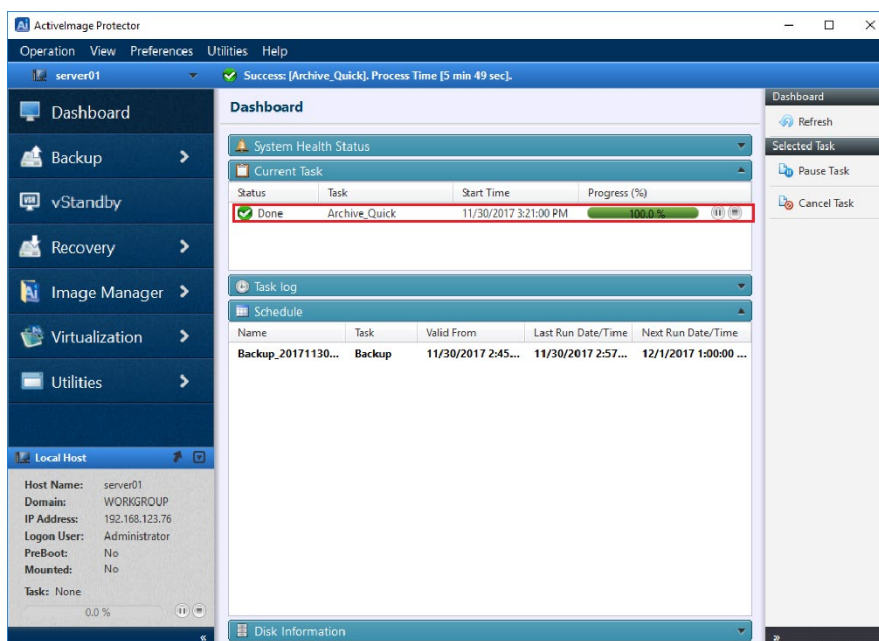 ActiveImage Protector
Operation View Preferences Utilities Help
server01
Success: [Archive_Quick]. Process Time [5 min 49 sec].
Dashboard
Backup
vStandby
Recovery
Image Manager
Virtualization
Utilities
Local Host
Host Name: server01
Domain: WORKGROUP
IP Address: 192.168.123.76
Logon User: Administrator
PreBoot: No
Mounted: No
Task: None
0.0 %
Dashboard
System Health Status
Current Task
Status Task Start Time Progress (%)
Done Archive_Quick 11/30/2017 3:21:00 PM 100.0 %
Task log
Schedule
Name Task Valid From Last Run Date/Time Next Run Date/Time
Backup_20171130... Backup 11/30/2017 2:45... 11/30/2017 2:57... 12/1/2017 1:00:00 ...
Disk Information
Dashboard
Refresh
Selected Task
Pause Task
Cancel Task